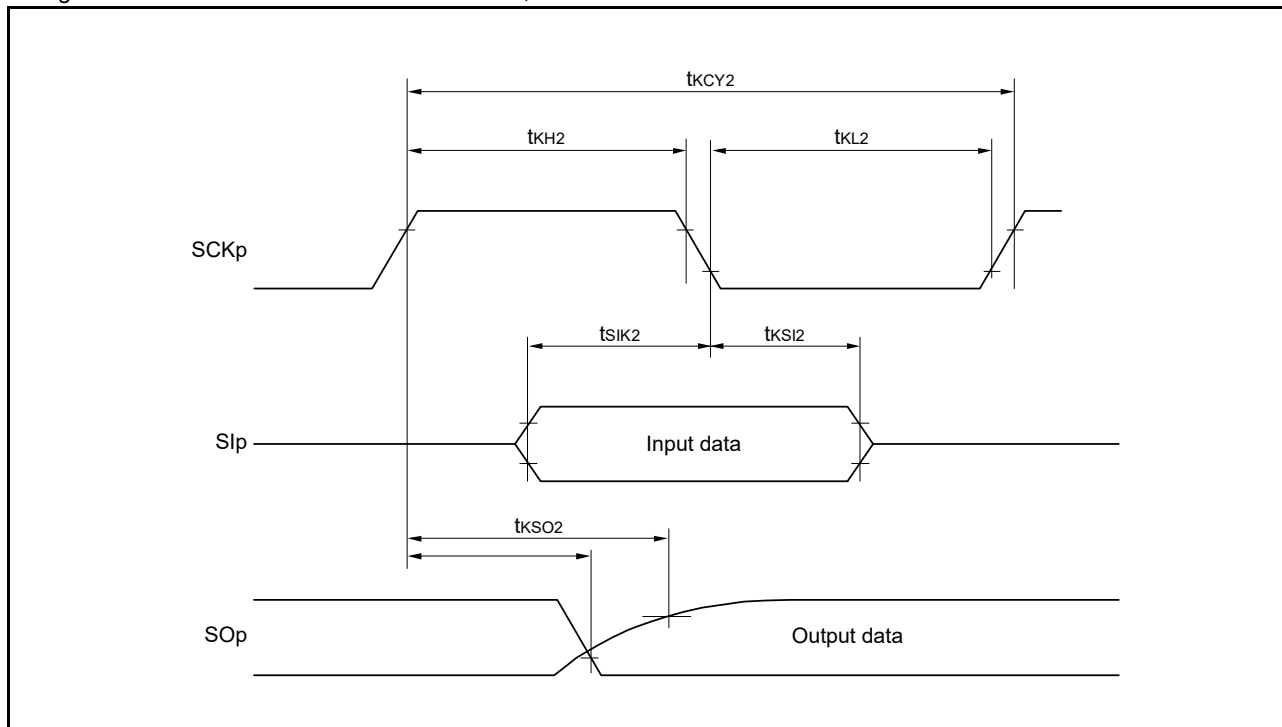 tKCY2
tKH2
tKL2
SCKp
tSIK2
tKSI2
SIp
Input data
tKSO2
SOp
Output data